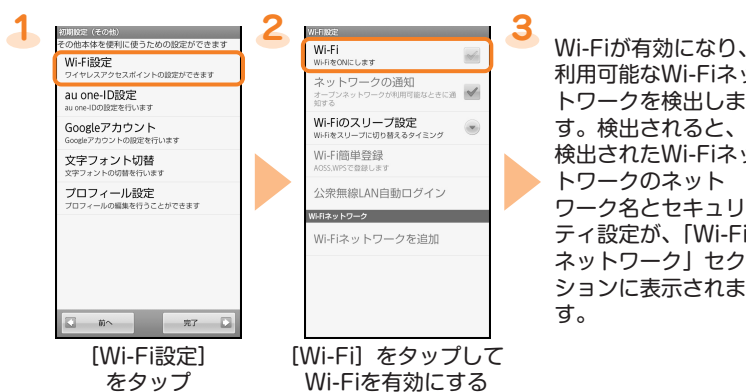 1
初期設定（その他）
その他本体を便利に使うための設定ができます
Wi-Fi設定
ワイヤレスアクセスポイントの設定ができます
au one-ID設定
au one-IDの設定を行います
Googleアカウント
Googleアカウントの設定を行います
文字フォント切替
文字フォントの切替を行います
プロフィール設定
プロフィールの編集を行うことができます
前へ
完了
［Wi-Fi設定］
をタップ
2
Wi-Fi設定
Wi-Fi
Wi-FiをONにします
ネットワークの通知
オープンネットワークが利用可能なときに通
知する
Wi-Fiのスリープ設定
Wi-Fiをスリープに切り替えるタイミング
Wi-Fi簡単登録
AOSS,WPSで登録します
公衆無線LAN自動ログイン
Wi-Fiネットワーク
Wi-Fiネットワークを追加
［Wi-Fi］をタップして
Wi-Fiを有効にする
3
Wi-Fiが有効になり、
利用可能なWi-Fiネッ
トワークを検出しま
す。検出されると、
検出されたWi-Fiネッ
トワークのネット
ワーク名とセキュリ
ティ設定が、「Wi-Fi
ネットワーク」セク
ションに表示されま
す。